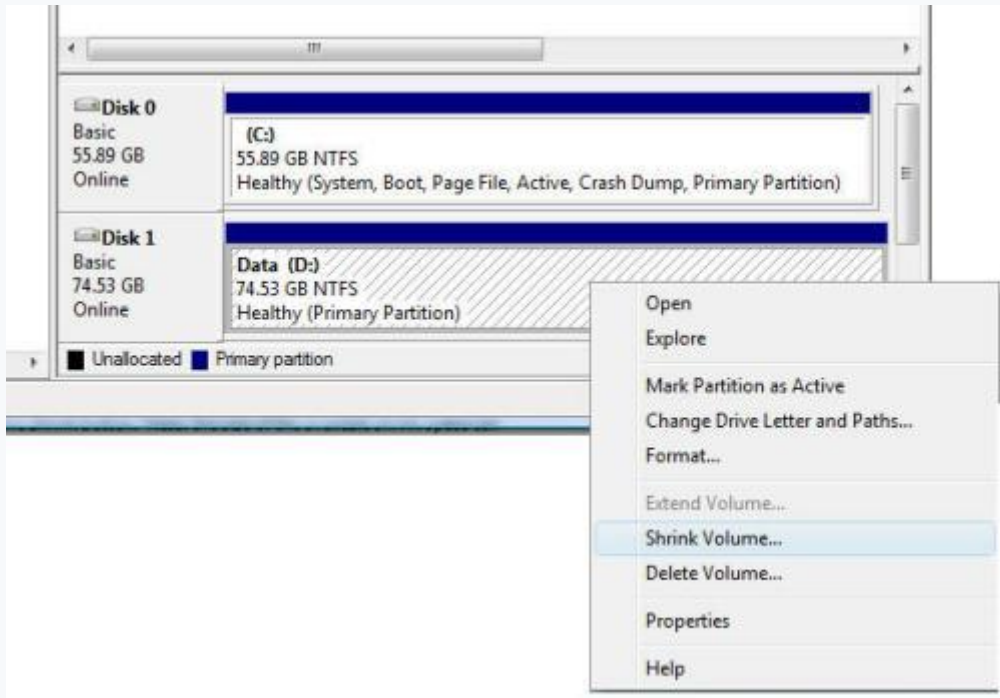 Disk 0
Basic
55.89 GB
Online
(C:)
55.89 GB NTFS
Healthy (System, Boot, Page File, Active, Crash Dump, Primary Partition)
Disk 1
Basic
74.53 GB
Online
Data (D:)
74.53 GB NTFS
Healthy (Primary Partition)
Unallocated Primary partition
Open
Explore
Mark Partition as Active
Change Drive Letter and Paths...
Format...
Extend Volume...
Shrink Volume...
Delete Volume...
Properties
Help